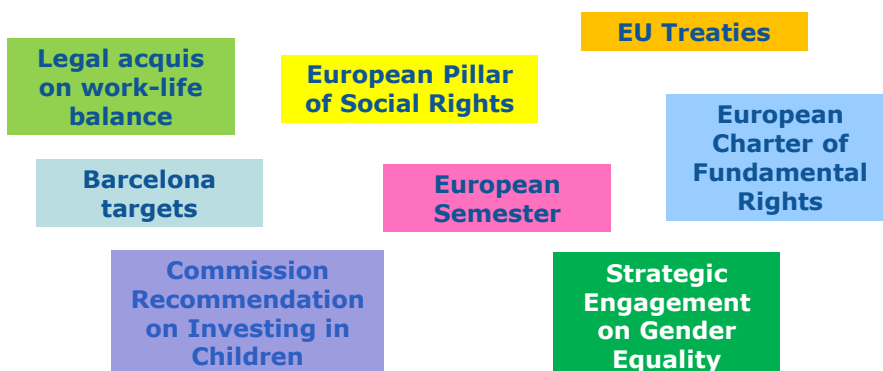 EU Treaties
Legal acquis
on work-life
balance
European Pillar
of Social Rights
European
Charter of
Fundamental
Rights
Barcelona
targets
European
Semester
Commission
Recommendation
on Investing in
Children
Strategic
Engagement
on Gender
Equality